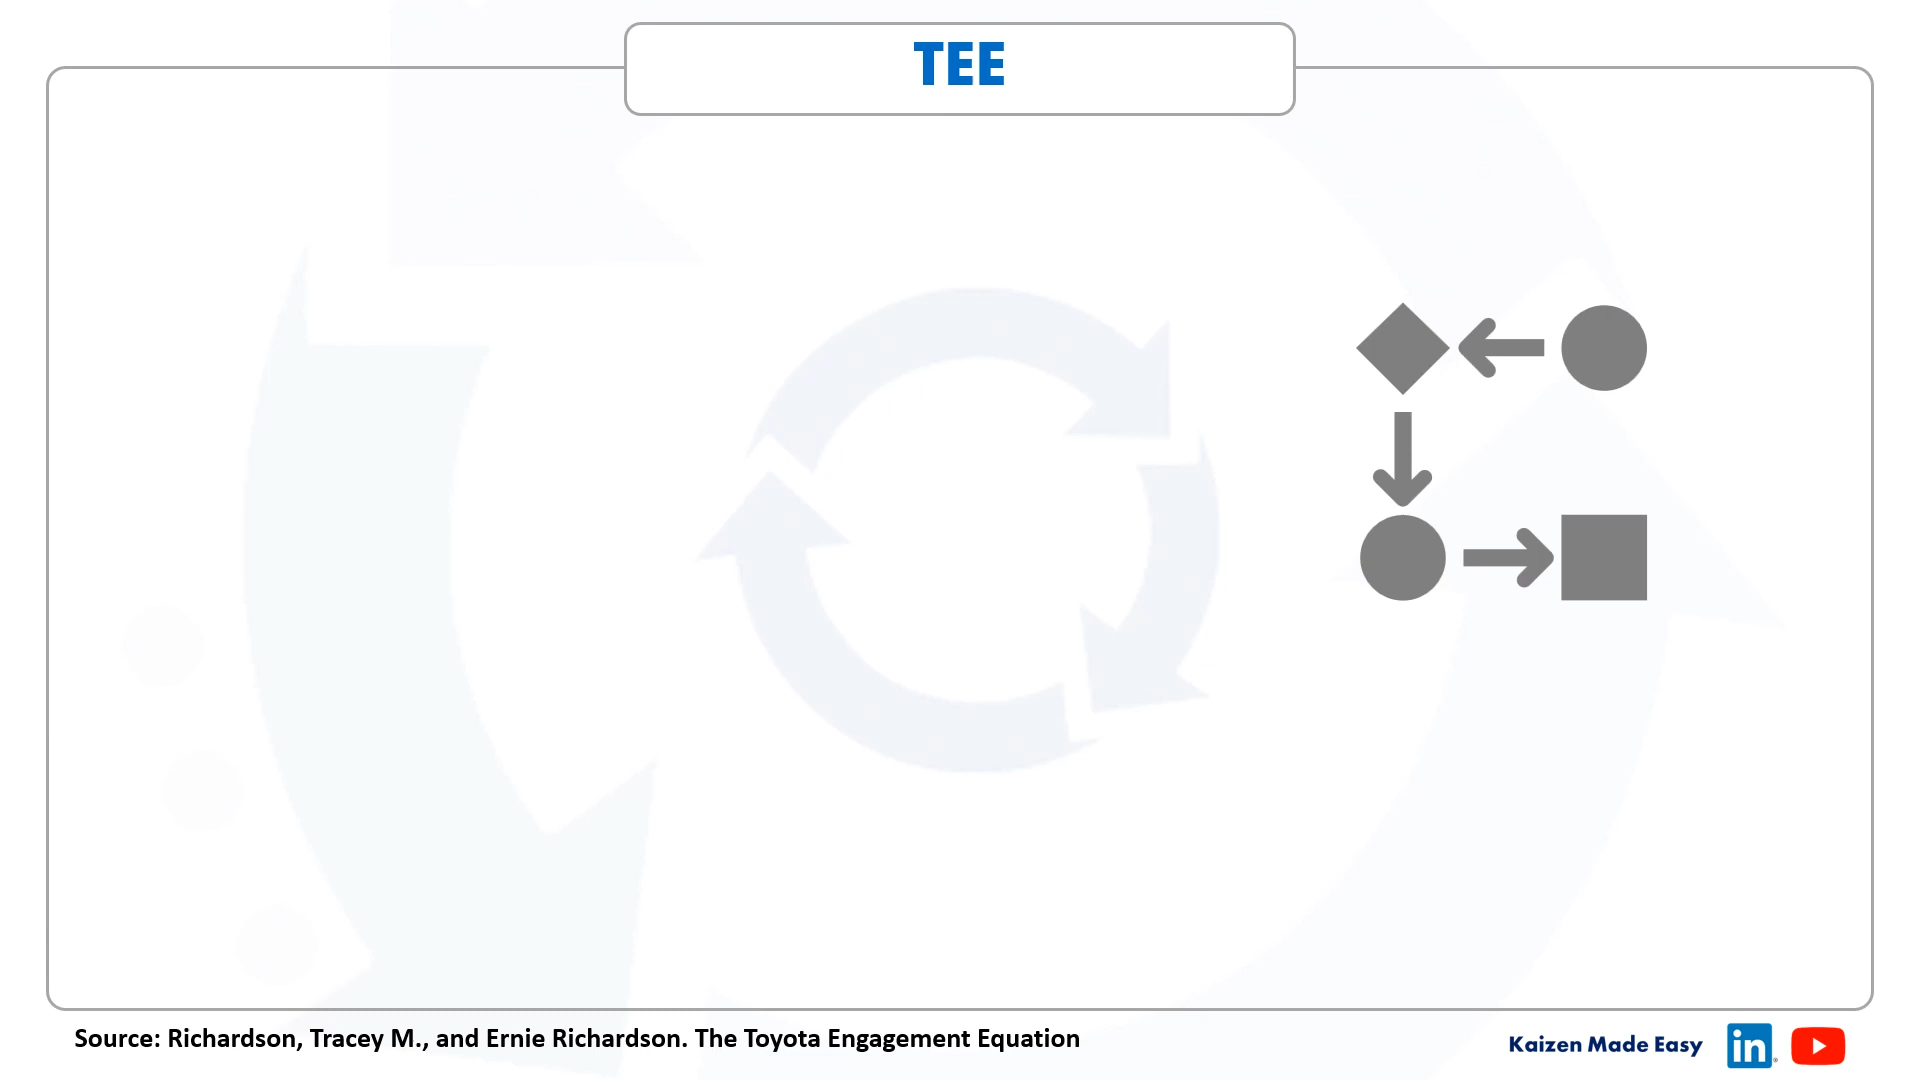 TEE
Source: Richardson, Tracey M., and Ernie Richardson. The Toyota Engagement Equation
Kaizen Made Easy
in